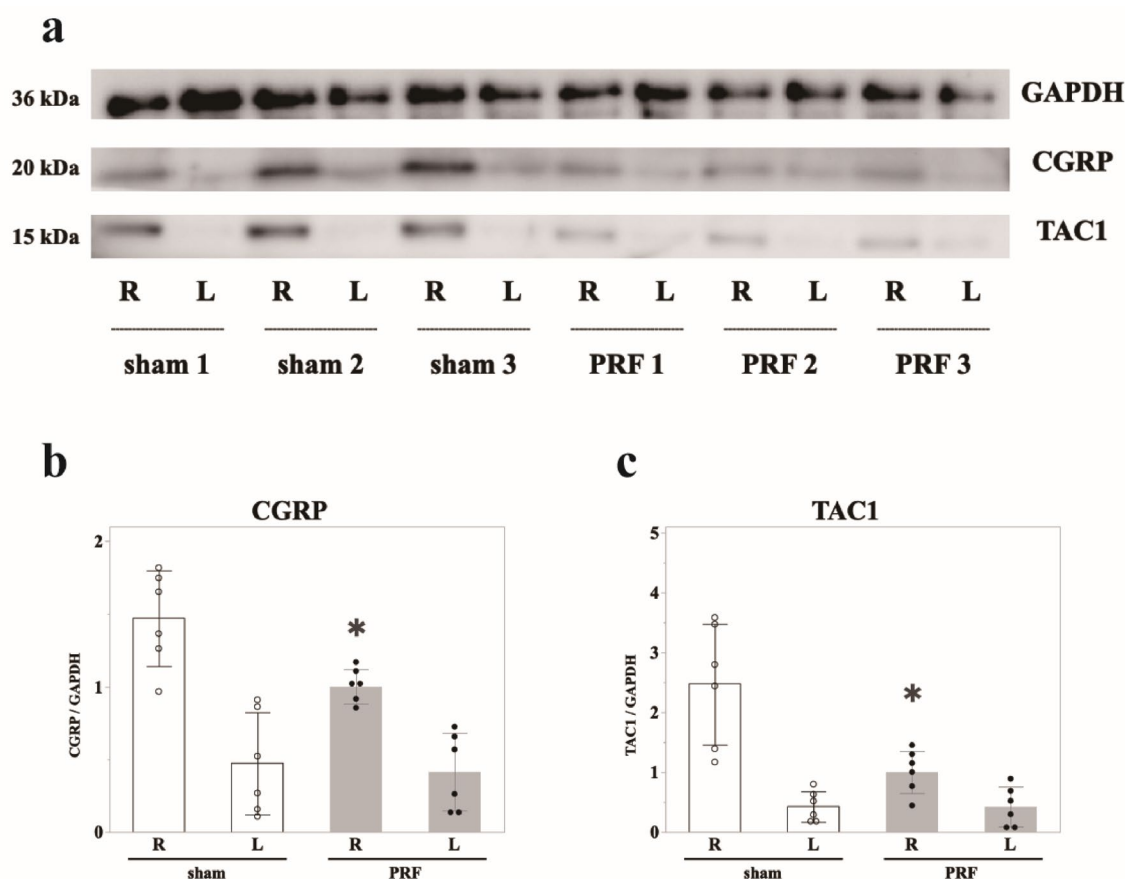 a
36 kDa GAPDH
20 kDa CGRP
15 kDa TAC1
R L R L R L R L R L R L
sham 1 sham 2 sham 3 PRF 1 PRF 2 PRF 3
b
CGRP
CGRP / GAPDH
2
1
0
*
R L R L
sham PRF
c
TAC1
TAC1 / GAPDH
5
4
3
2
1
0
*
R L R L
sham PRF